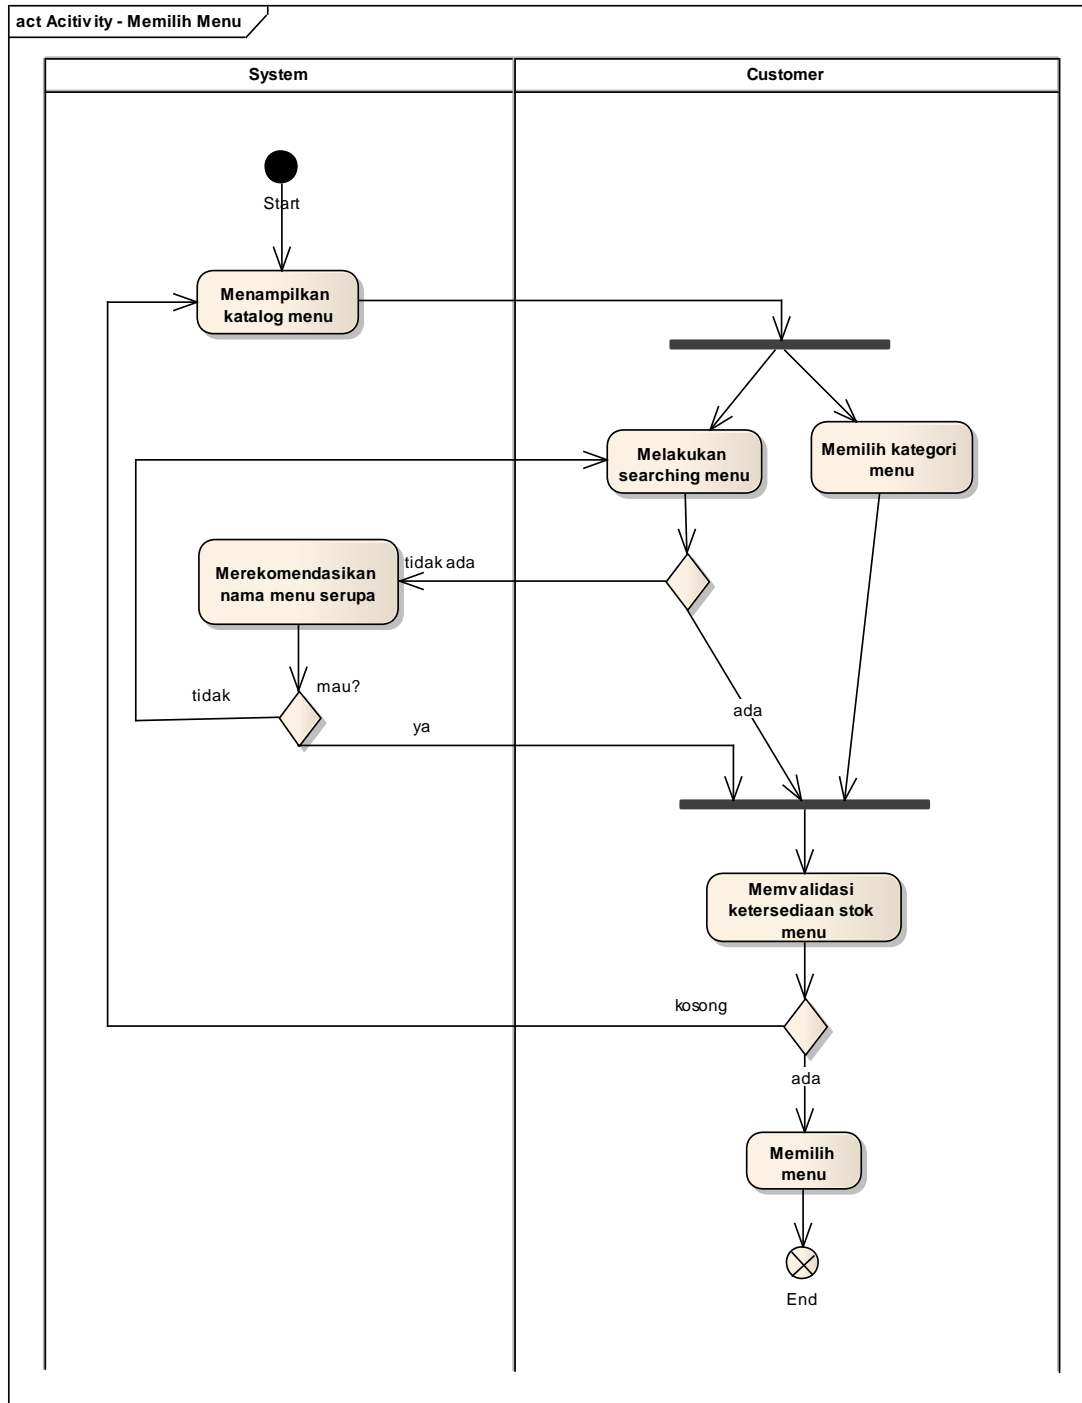 act Acitivity - Memilih Menu
System
Customer
Start
Menampilkan
katalog menu
Melakukan
searching menu
Memilih kategori
menu
tidak ada
Merekomendasikan
nama menu serupa
mau?
tidak
ya
ada
Memvalidasi
ketersediaan stok
menu
kosong
ada
Memilih
menu
End